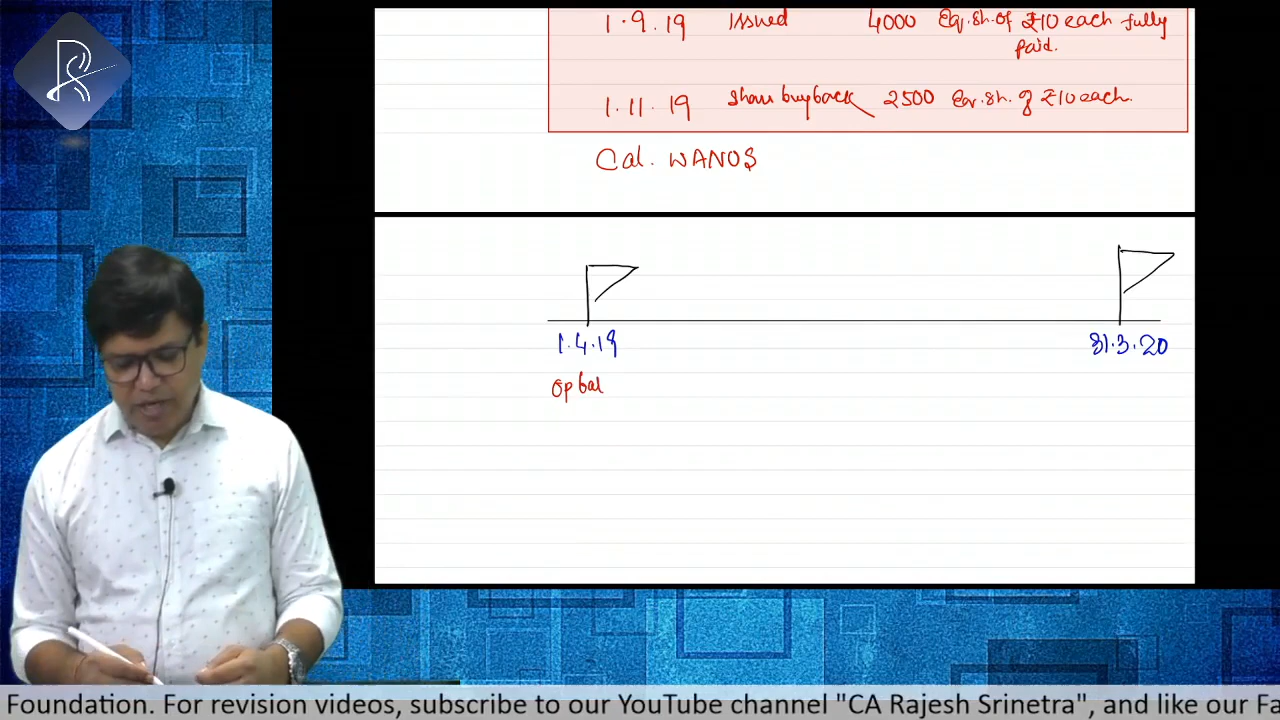 1.9.19 Issued 4000 Eq.sh.of ₹10 each fully
paid.
1.11.19 Share buyback 2500 Eq.sh. of ₹10 each.
Cal. WANOS
1.4.19 31.3.20
Op bal
Foundation. For revision videos, subscribe to our YouTube channel "CA Rajesh Srinetra", and like our Fa